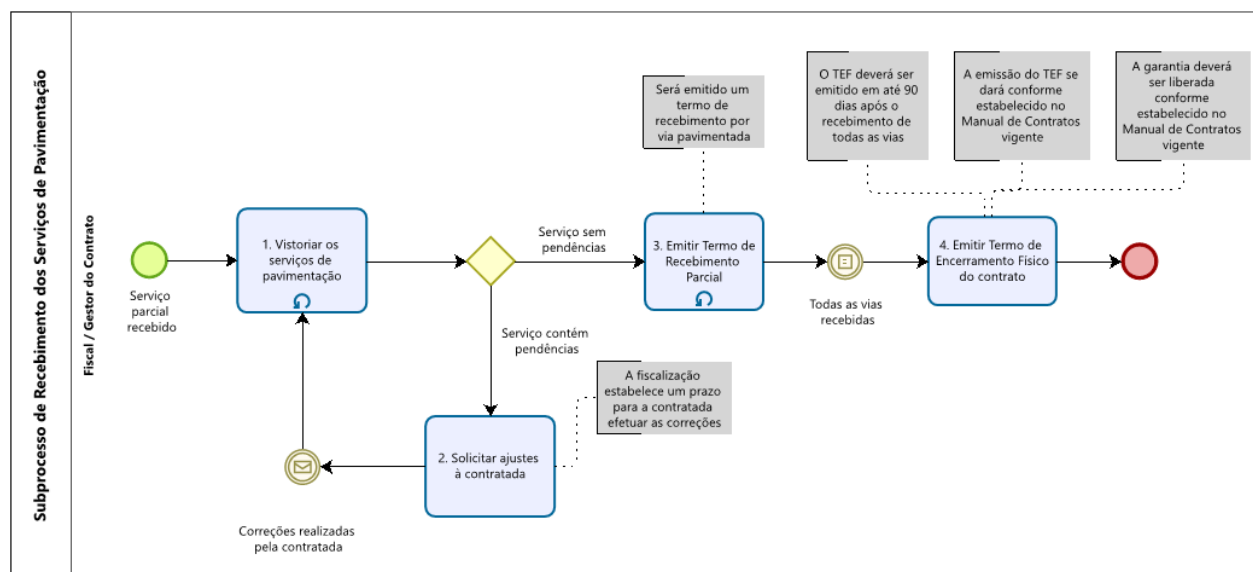 Subprocesso de Recebimento dos Serviços de Pavimentação
Fiscal / Gestor do Contrato
Serviço
parcial
recebido
1. Vistoriar os
serviços de
pavimentação
Serviço sem
pendências
Serviço contém
pendências
2. Solicitar ajustes
à contratada
A fiscalização
estabelece um prazo
para a contratada
efetuar as correções
Correções realizadas
pela contratada
Será emitido um
termo de
recebimento por
via pavimentada
3. Emitir Termo de
Recebimento
Parcial
Todas as vias
recebidas
O TEF deverá ser
emitido em até 90
dias após o
recebimento de
todas as vias
A emissão do TEF se
dará conforme
estabelecido no
Manual de Contratos
vigente
A garantia deverá
ser liberada
conforme
estabelecido no
Manual de Contratos
vigente
4. Emitir Termo de
Encerramento Físico
do contrato